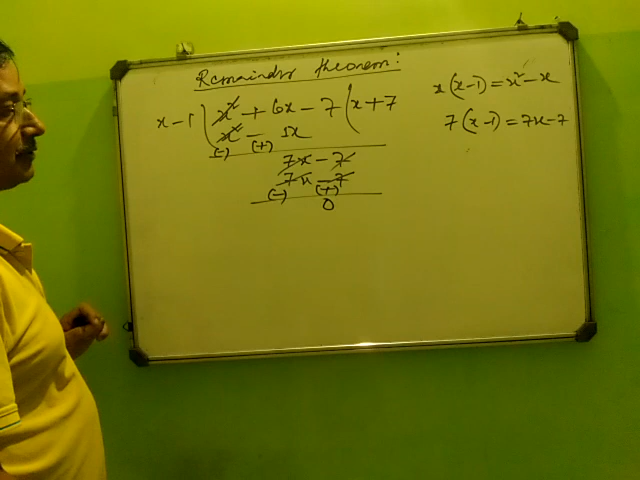 Remainder theorem:
x-1) x² + 6x - 7 (x+7
x² - 1x
(-) (+)
7x - 7
7x - 7
(-) (+)
0
x(x-1) = x² - x
7(x-1) = 7x-7